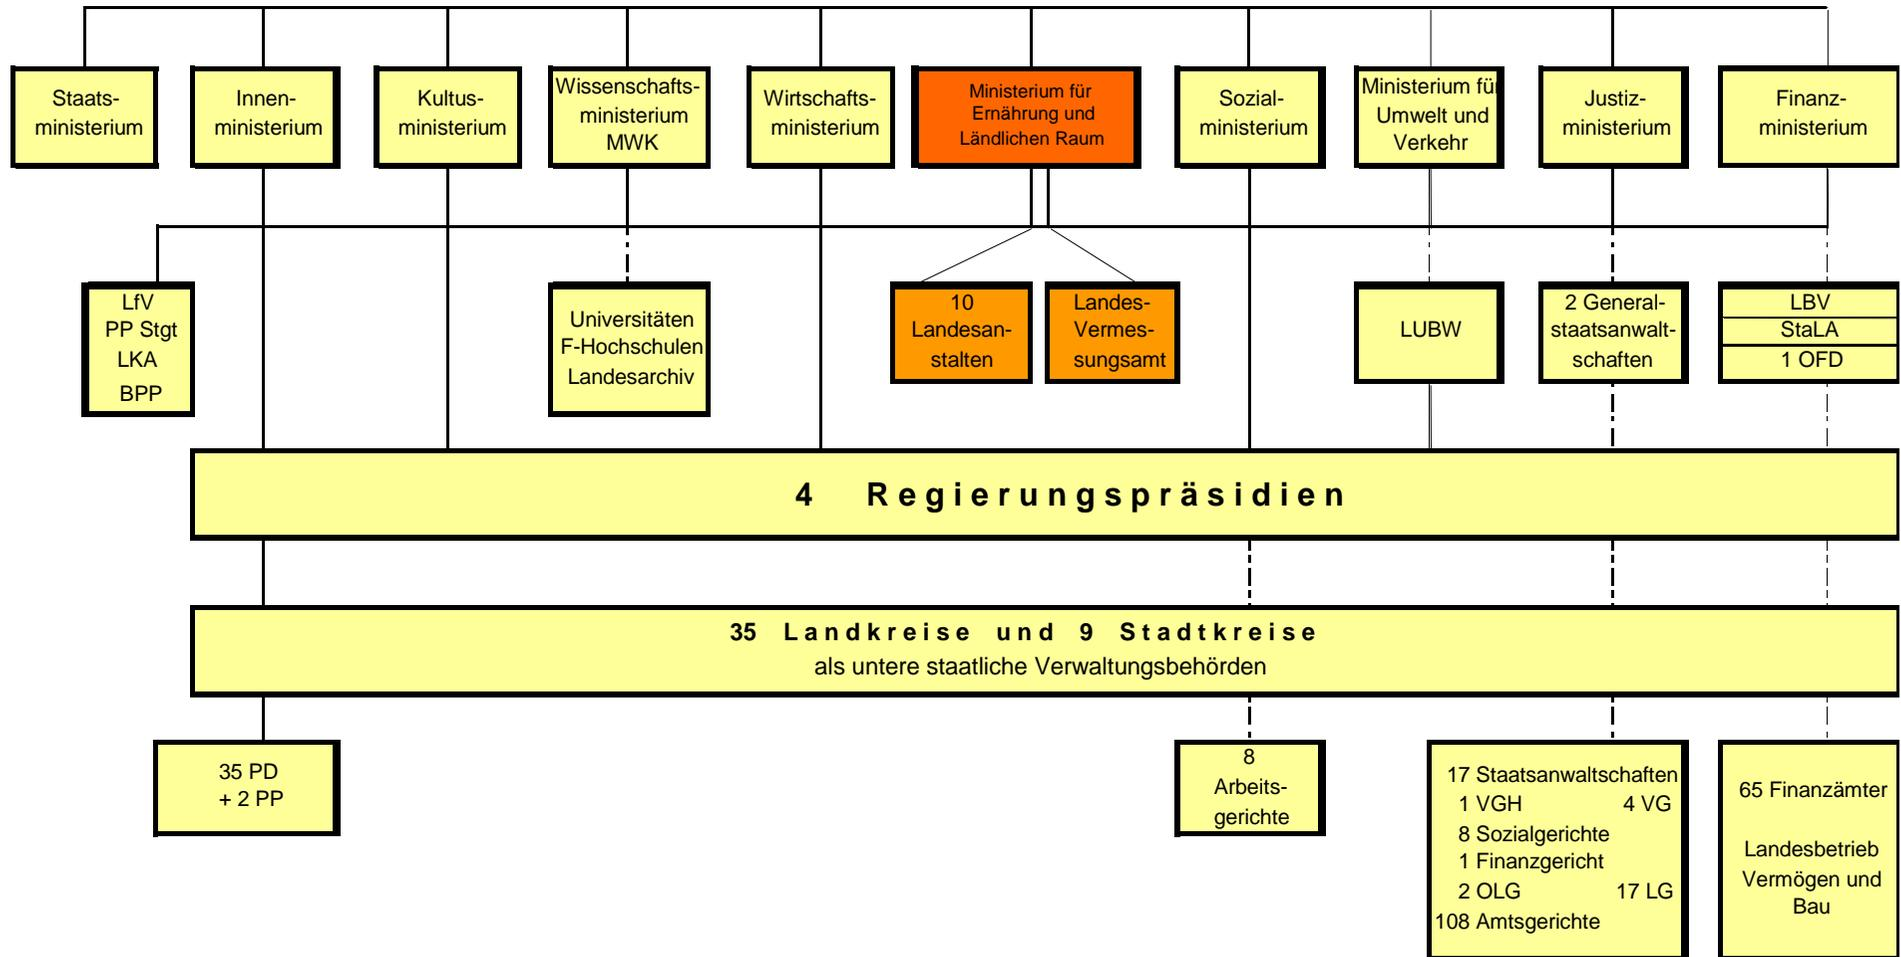 Staats-
ministerium
Innen-
ministerium
Kultus-
ministerium
Wissenschafts-
ministerium
MWK
Wirtschafts-
ministerium
Ministerium für
Ernährung und
Ländlichen Raum
Sozial-
ministerium
Ministerium für
Umwelt und
Verkehr
Justiz-
ministerium
Finanz-
ministerium
LfV
PP Stgt
LKA
BPP
Universitäten
F-Hochschulen
Landesarchiv
10
Landesan-
stalten
Landes-
Vermes-
sungsamt
LUBW
2 General-
staatsanwalt-
schaften
LBV
StaLA
1 OFD
4 Regierungspräsidien
35 Landkreise und 9 Stadtkreise
als untere staatliche Verwaltungsbehörden
35 PD
+ 2 PP
8
Arbeits-
gerichte
17 Staatsanwaltschaften
1 VGH 4 VG
8 Sozialgerichte
1 Finanzgericht
2 OLG 17 LG
108 Amtsgerichte
65 Finanzämter
Landesbetrieb
Vermögen und
Bau